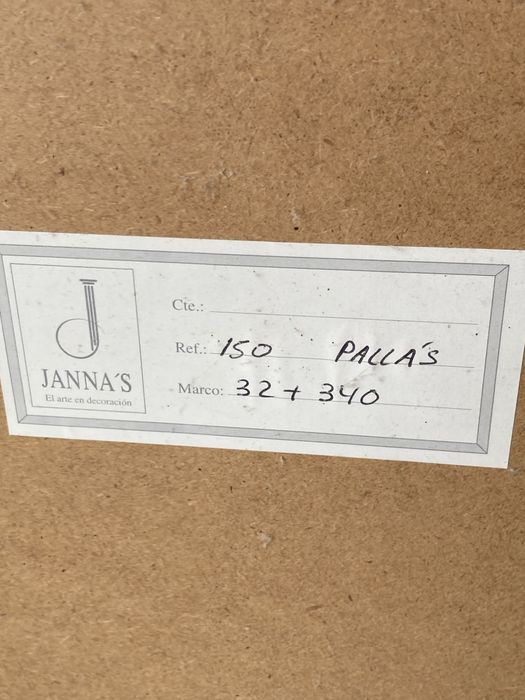 J
JANNA'S
El arte en decoración
Cte.:
Ref.: 150 PALLA'S
Marco: 32 + 340